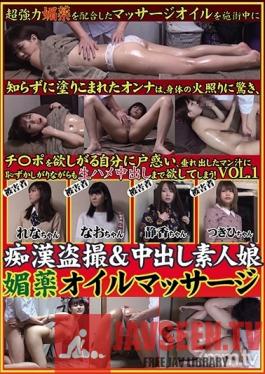 超強力媚薬を配合したマッサージオイルを施術中に
知らずに塗りこまれたオンナは、身体の火照りに驚き、
チ〇ポを欲しがる自分に戸惑い、垂れ出したマン汁に
恥ずかしがりながらも生ハメ中出しまで欲してしまう!VOL.1
被害者 れなちゃん
被害者 なおちゃん
被害者 静香ちゃん
被害者 つきひちゃん
痴漢盗撮&中出し素人娘
媚薬オイルマッサージ
JAVSEEN.TV
FREE JAV LIBRARY